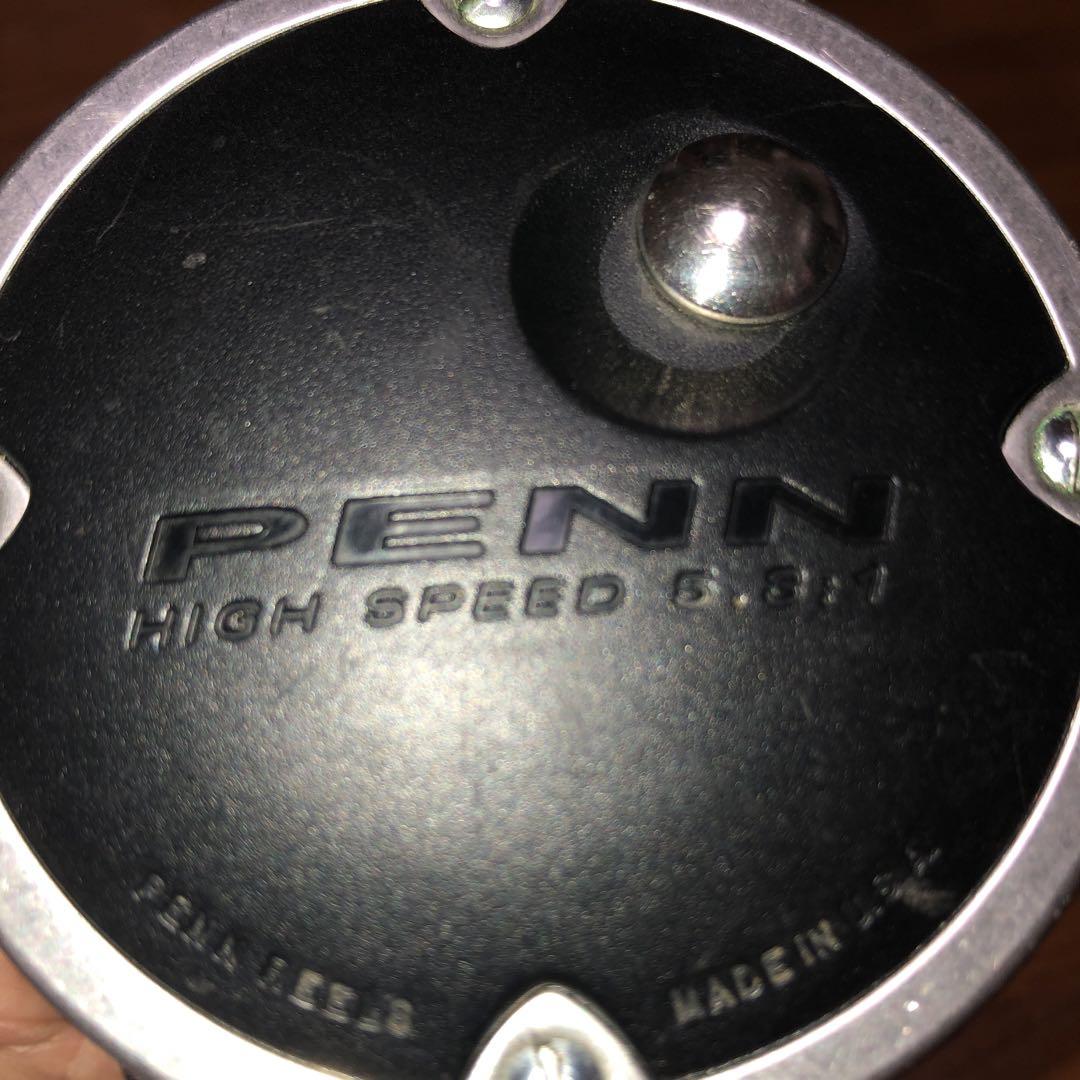 PENN
HIGH SPEED 5.3:1
PENN REELS
MADE IN U.S.A.